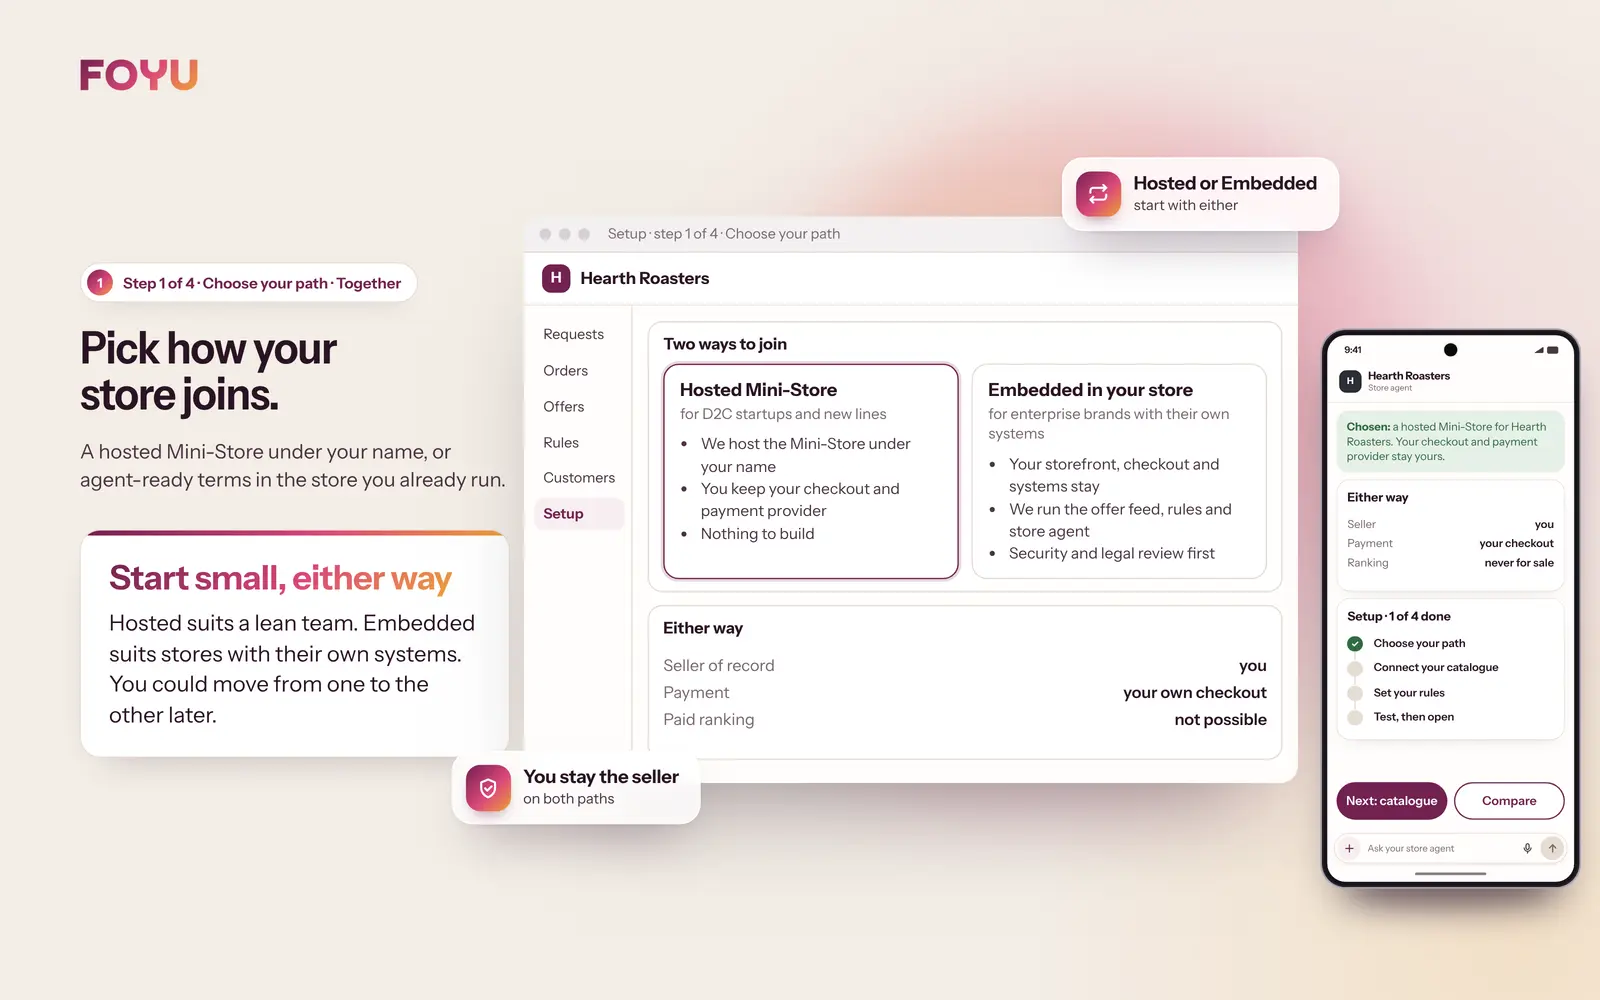 FOYU
1
Step 1 of 4 · Choose your path · Together
Pick how your
store joins.
A hosted Mini-Store under your name, or
agent-ready terms in the store you already run.
Start small, either way
Hosted suits a lean team. Embedded
suits stores with their own systems.
You could move from one to the
other later.
Hosted or Embedded
start with either
Setup · step 1 of 4 · Choose your path
H
Hearth Roasters
Requests
Orders
Offers
Rules
Customers
Setup
Two ways to join
Hosted Mini-Store
for D2C startups and new lines
• We host the Mini-Store under
your name
• You keep your checkout and
payment provider
• Nothing to build
Embedded in your store
for enterprise brands with their own
systems
• Your storefront, checkout and
systems stay
• We run the offer feed, rules and
store agent
• Security and legal review first
Either way
Seller of record you
Payment your own checkout
Paid ranking not possible
You stay the seller
on both paths
9:41
H
Hearth Roasters
Store agent
Chosen: a hosted Mini-Store for Hearth
Roasters. Your checkout and payment
provider stay yours.
Either way
Seller you
Payment your checkout
Ranking never for sale
Setup · 1 of 4 done
Choose your path
Connect your catalogue
Set your rules
Test, then open
Next: catalogue
Compare
Ask your store agent